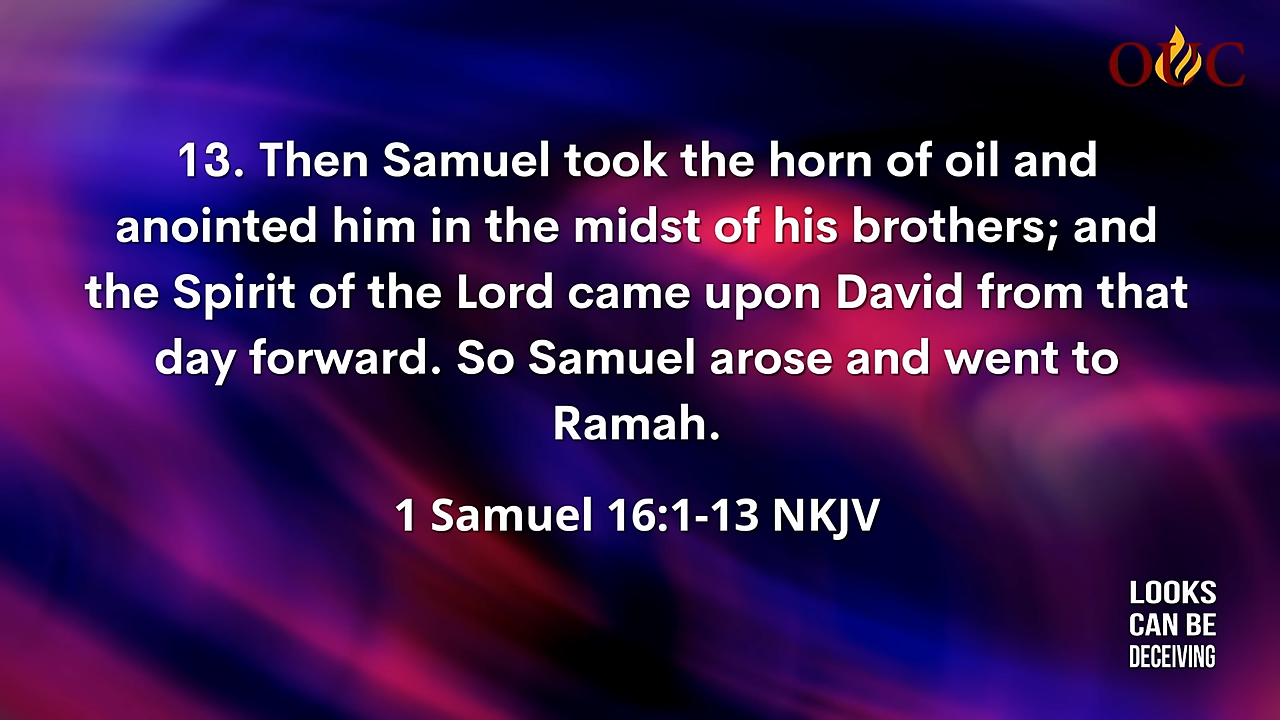 OUC
13. Then Samuel took the horn of oil and
anointed him in the midst of his brothers; and
the Spirit of the Lord came upon David from that
day forward. So Samuel arose and went to
Ramah.
1 Samuel 16:1-13 NKJV
LOOKS
CAN BE
DECEIVING